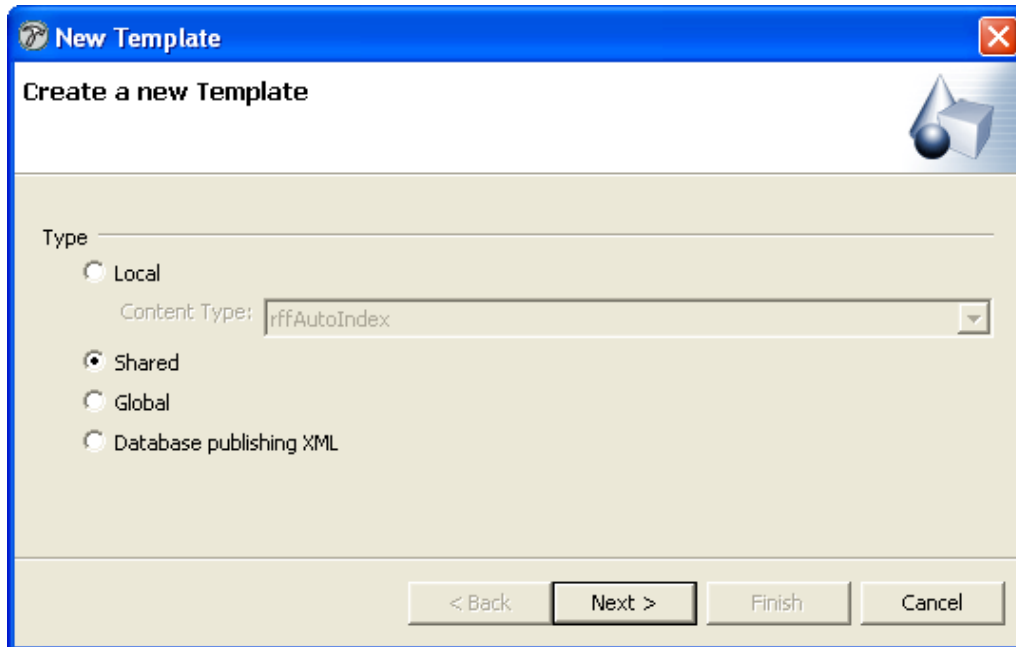 New Template
Create a new Template
Type
Local
Content Type: rffAutoIndex
Shared
Global
Database publishing XML
< Back Next > Finish Cancel